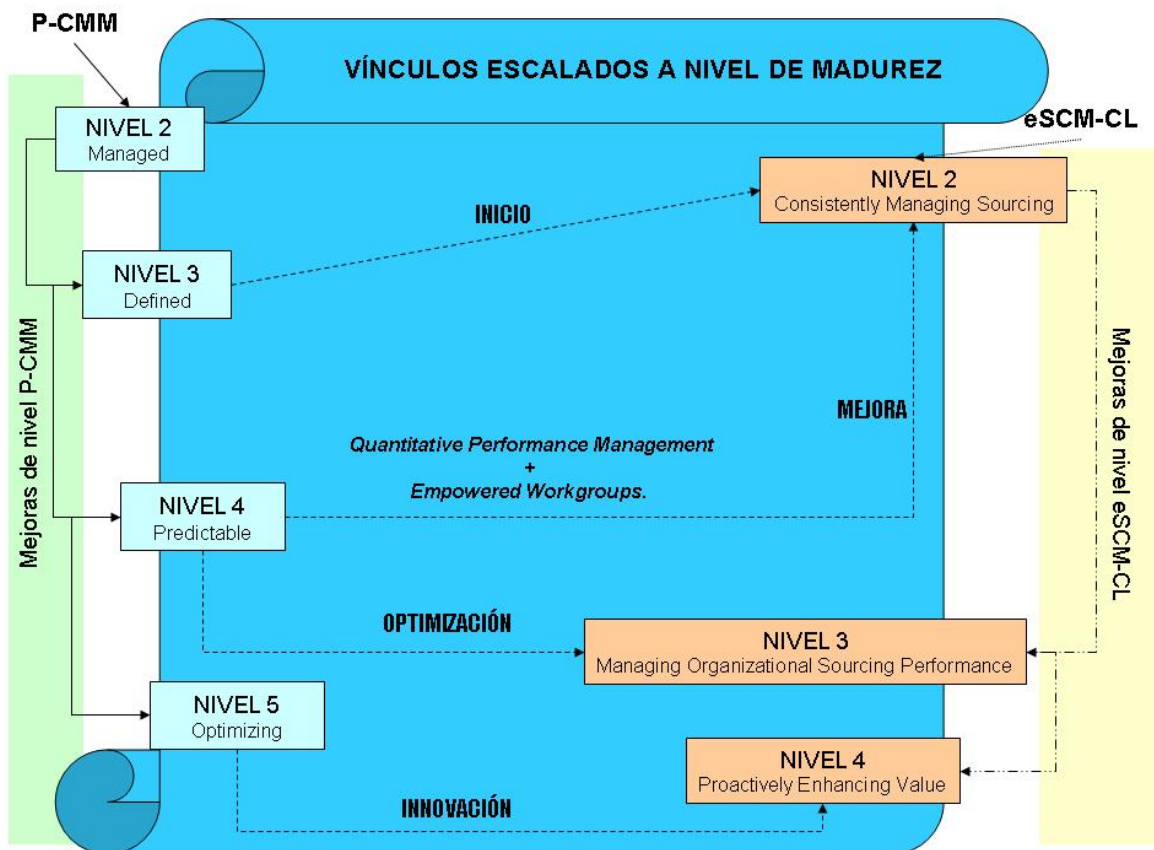 P-CMM
VÍNCULOS ESCALADOS A NIVEL DE MADUREZ
NIVEL 2
Managed
eSCM-CL
NIVEL 2
Consistently Managing Sourcing
INICIO
NIVEL 3
Defined
Mejoras de nivel P-CMM
Mejoras de nivel eSCM-CL
MEJORA
Quantitative Performance Management
+
Empowered Workgroups.
NIVEL 4
Predictable
OPTIMIZACIÓN
NIVEL 3
Managing Organizational Sourcing Performance
NIVEL 5
Optimizing
NIVEL 4
Proactively Enhancing Value
INNOVACIÓN